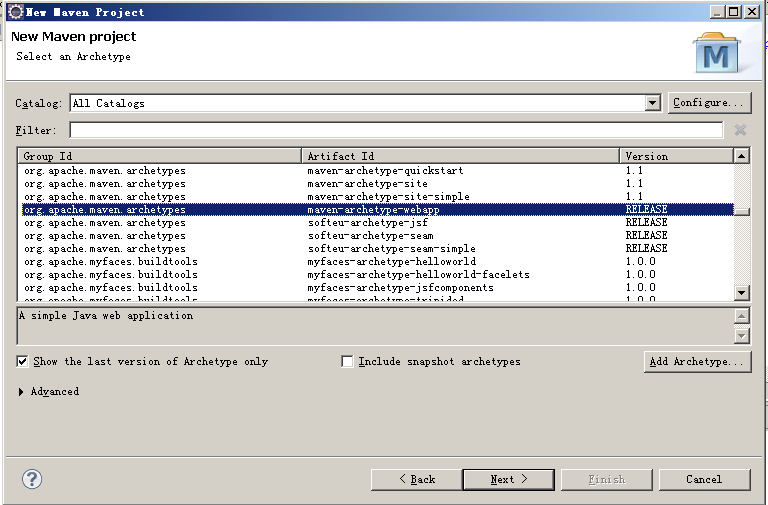 New Maven Project
New Maven project
Select an Archetype
M
Catalog: All Catalogs Configure...
Filter:
Group Id Artifact Id Version
org.apache.maven.archetypes maven-archetype-quickstart 1.1
org.apache.maven.archetypes maven-archetype-site 1.1
org.apache.maven.archetypes maven-archetype-site-simple 1.1
org.apache.maven.archetypes maven-archetype-webapp RELEASE
org.apache.maven.archetypes softeu-archetype-jsf RELEASE
org.apache.maven.archetypes softeu-archetype-seam RELEASE
org.apache.maven.archetypes softeu-archetype-seam-simple RELEASE
org.apache.myfaces.buildtools myfaces-archetype-helloworld 1.0.0
org.apache.myfaces.buildtools myfaces-archetype-helloworld-facelets 1.0.0
org.apache.myfaces.buildtools myfaces-archetype-jsfcomponents 1.0.0
org.apache.myfaces.buildtools myfaces-archetype-trinidad 1.0.0
A simple Java web application
Show the last version of Archetype only Include snapshot archetypes Add Archetype...
Advanced
? < Back Next > Finish Cancel